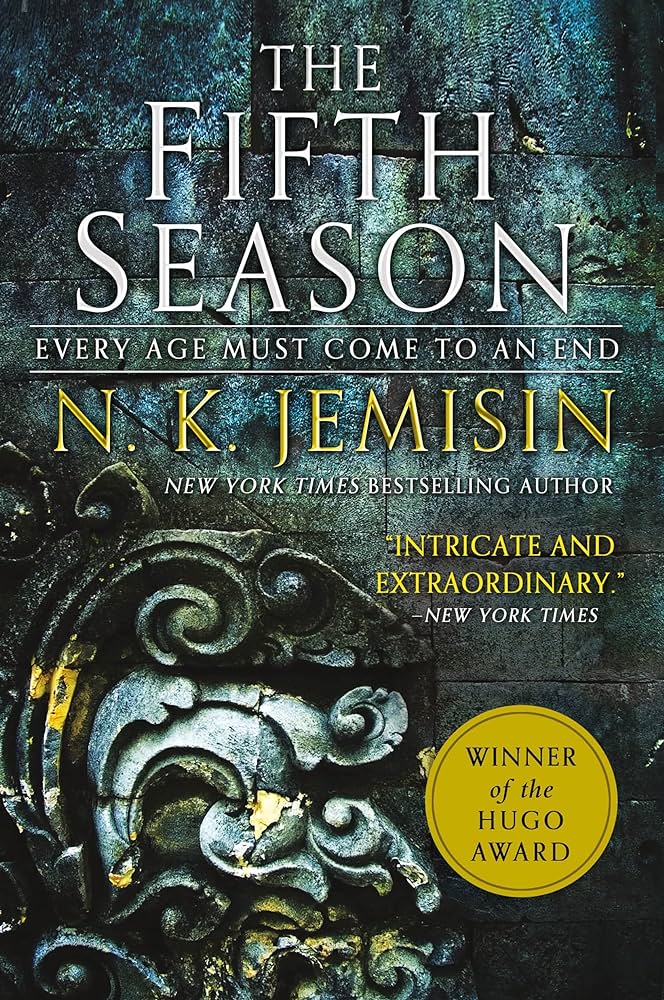 THE
FIFTH
SEASON
EVERY AGE MUST COME TO AN END
N. K. JEMISIN
NEW YORK TIMES BESTSELLING AUTHOR
“INTRICATE AND
EXTRAORDINARY.”
–NEW YORK TIMES
WINNER
of the
HUGO
AWARD